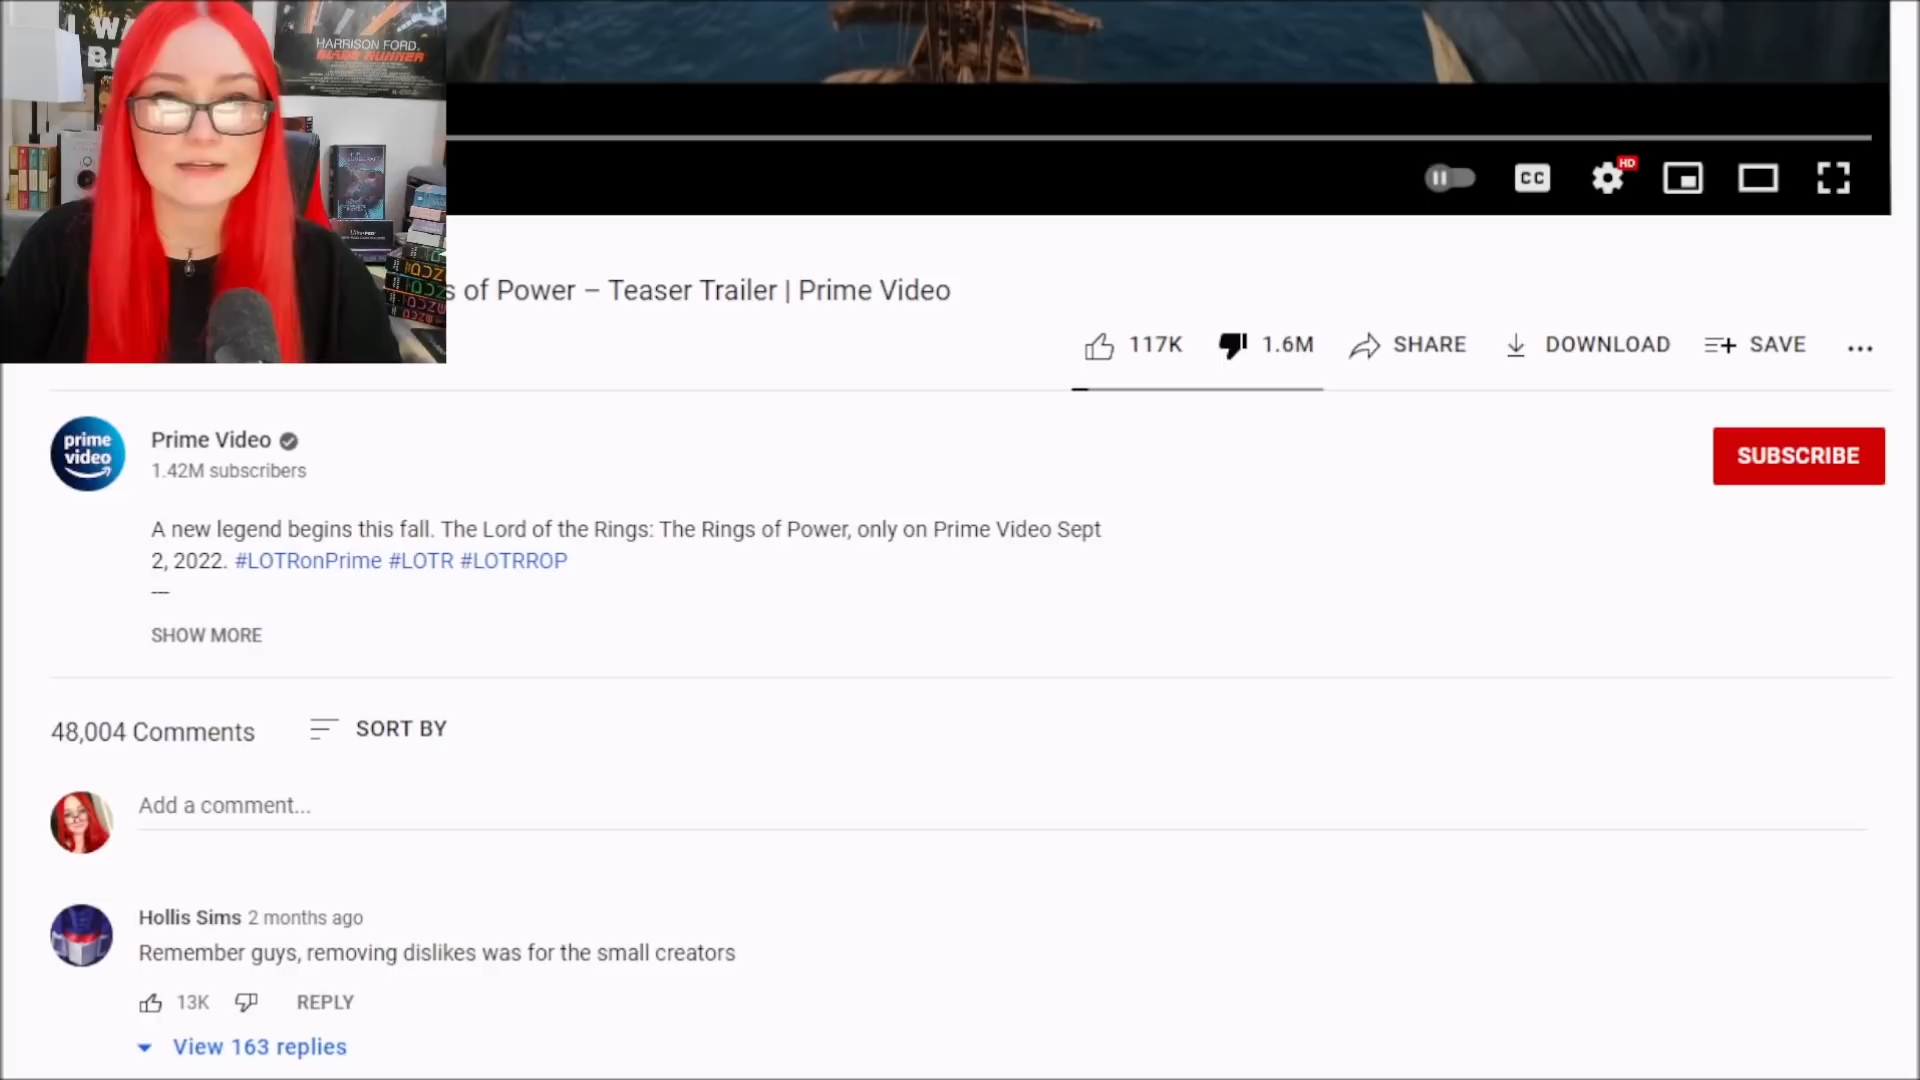 HARRISON FORD.
BLADE RUNNER
HD
CC
s of Power – Teaser Trailer | Prime Video
117K
1.6M
SHARE
DOWNLOAD
SAVE
prime
video
Prime Video
1.42M subscribers
SUBSCRIBE
A new legend begins this fall. The Lord of the Rings: The Rings of Power, only on Prime Video Sept
2, 2022. #LOTRonPrime #LOTR #LOTRROP
---
SHOW MORE
48,004 Comments
SORT BY
Add a comment...
Hollis Sims 2 months ago
Remember guys, removing dislikes was for the small creators
13K
REPLY
View 163 replies